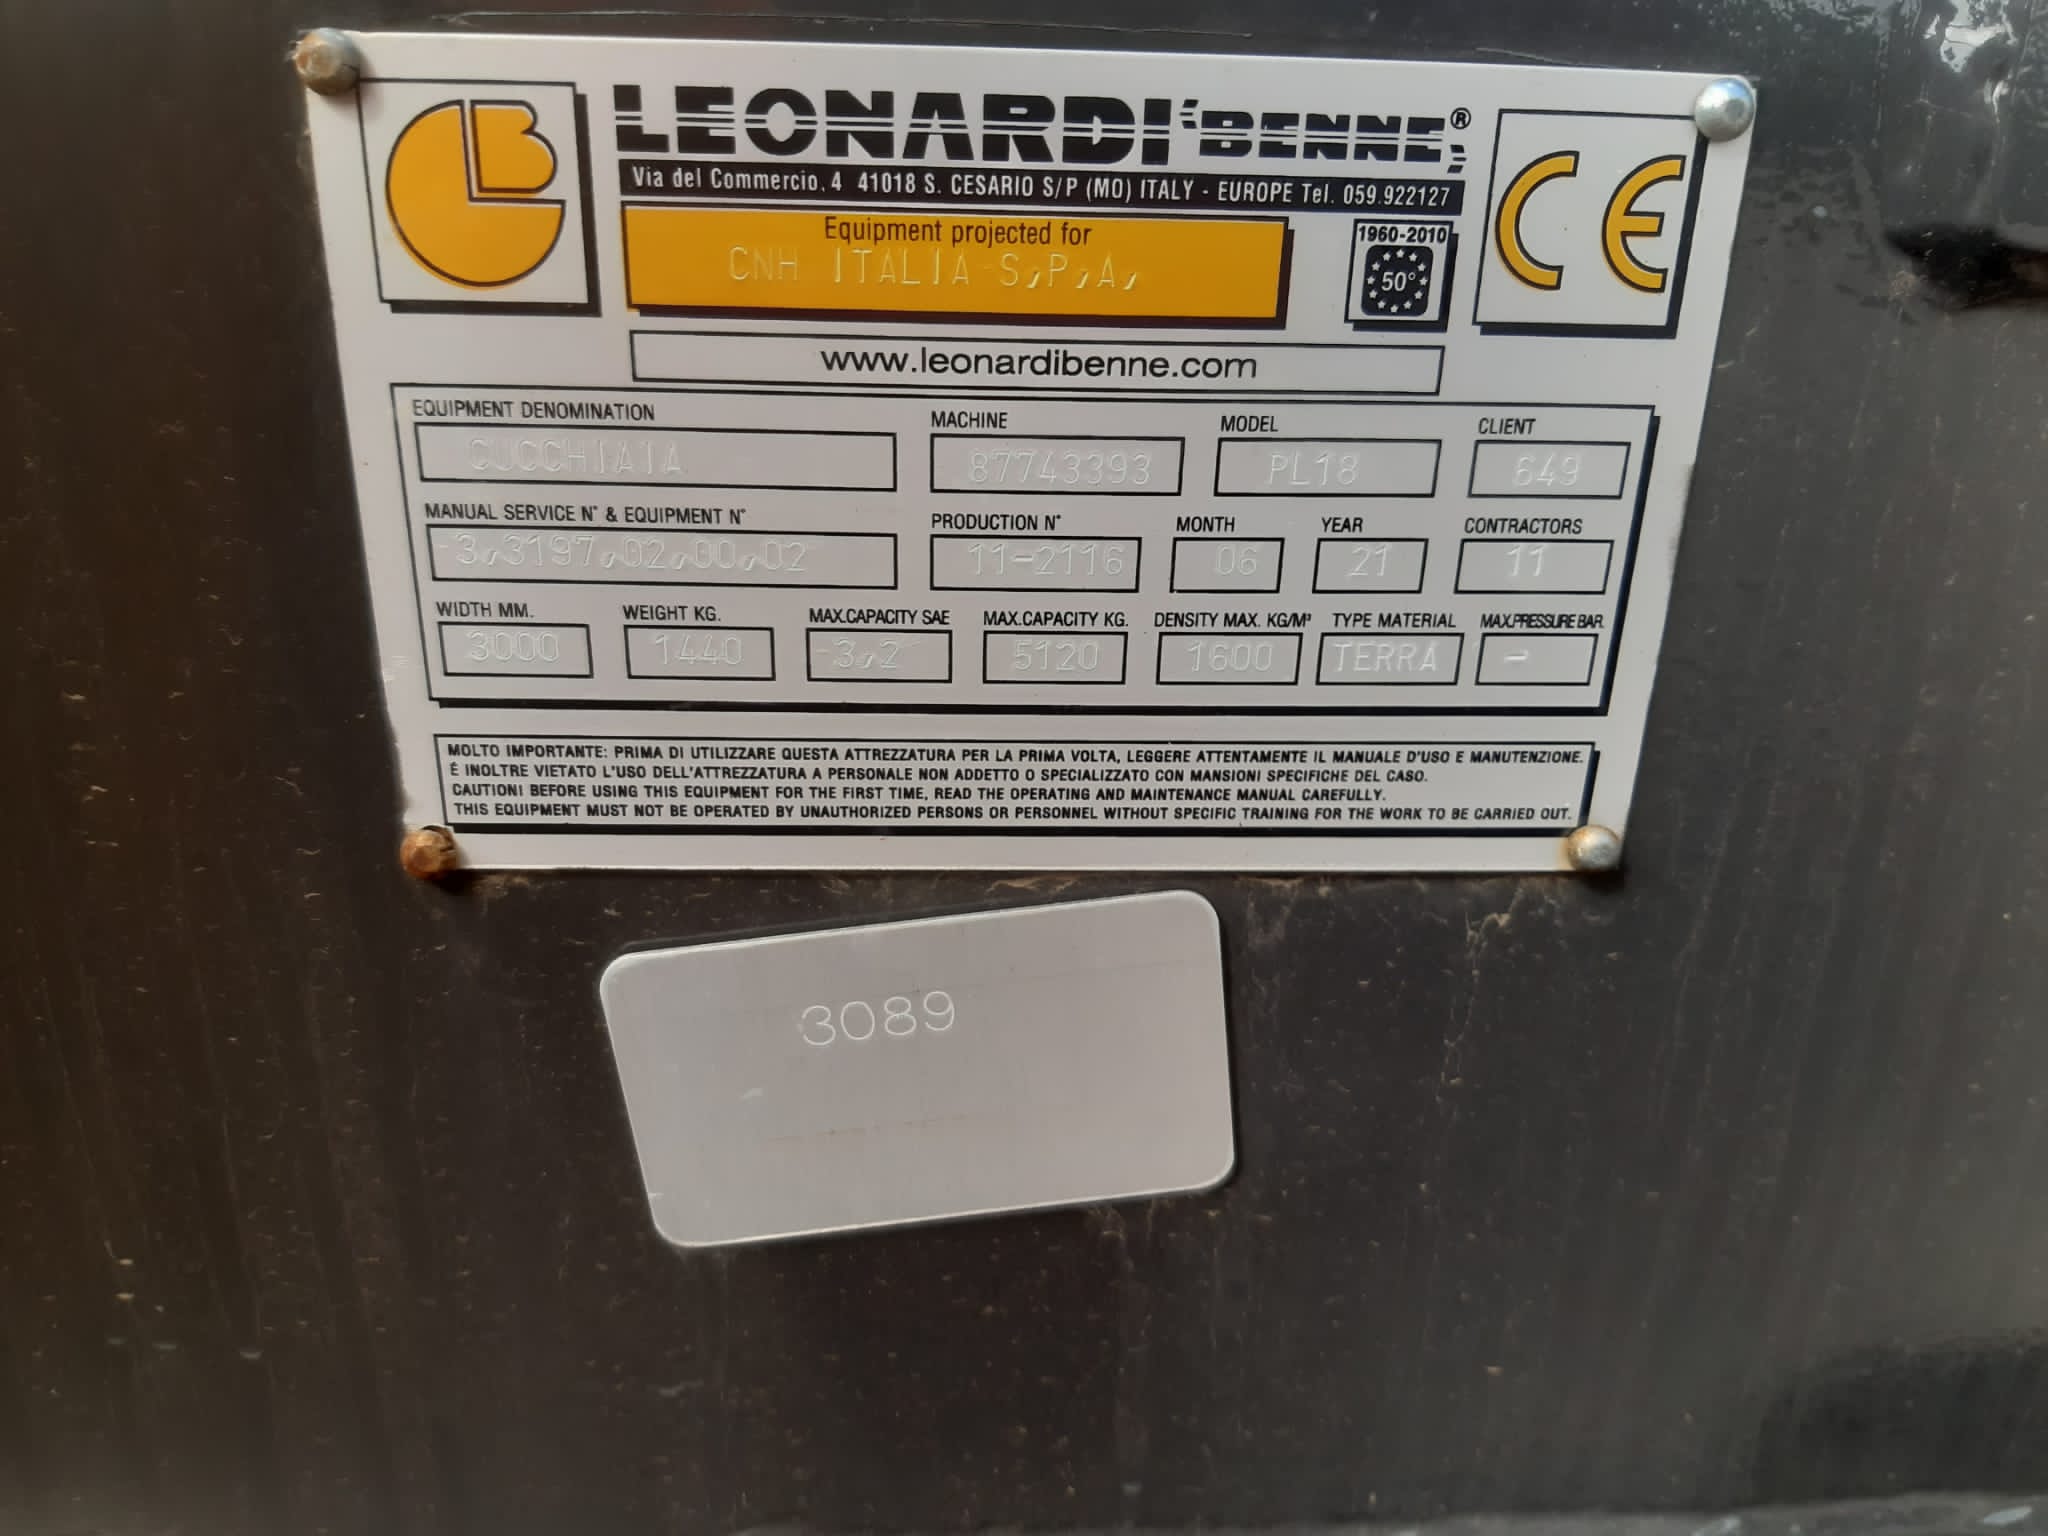 LEONARDI BENNE®
Via del Commercio, 4 41018 S. CESARIO S/P (MO) ITALY - EUROPE Tel. 059.922127
Equipment projected for
CNH ITALIA S,P,A,
1960-2010
50°
CE
www.leonardibenne.com
EQUIPMENT DENOMINATION MACHINE MODEL CLIENT
CUCCHIAIA 87743393 PL18 649
MANUAL SERVICE N° & EQUIPMENT N° PRODUCTION N° MONTH YEAR CONTRACTORS
3,3197,02,00,02 11-2116 06 21 11
WIDTH MM. WEIGHT KG. MAX.CAPACITY SAE MAX.CAPACITY KG. DENSITY MAX. KG/M³ TYPE MATERIAL MAX.PRESSURE BAR.
3000 1440 3,2 5120 1600 TERRA -
MOLTO IMPORTANTE: PRIMA DI UTILIZZARE QUESTA ATTREZZATURA PER LA PRIMA VOLTA, LEGGERE ATTENTAMENTE IL MANUALE D'USO E MANUTENZIONE.
É INOLTRE VIETATO L'USO DELL'ATTREZZATURA A PERSONALE NON ADDETTO O SPECIALIZZATO CON MANSIONI SPECIFICHE DEL CASO.
CAUTION! BEFORE USING THIS EQUIPMENT FOR THE FIRST TIME, READ THE OPERATING AND MAINTENANCE MANUAL CAREFULLY.
THIS EQUIPMENT MUST NOT BE OPERATED BY UNAUTHORIZED PERSONS OR PERSONNEL WITHOUT SPECIFIC TRAINING FOR THE WORK TO BE CARRIED OUT.
3089